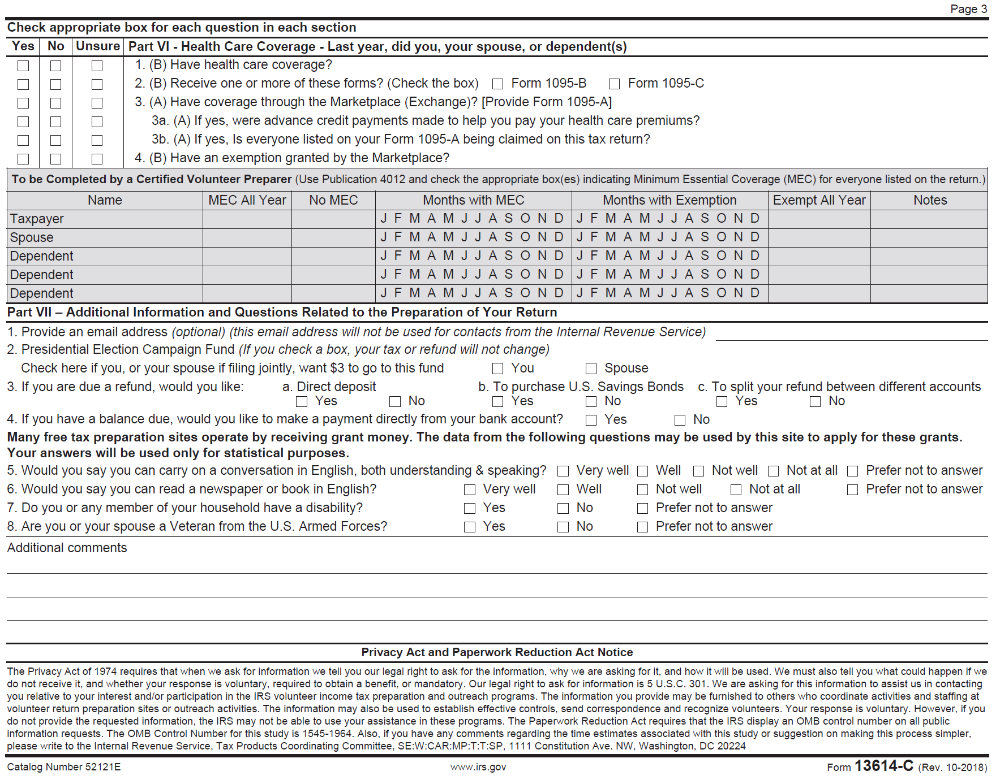 Page 3
Check appropriate box for each question in each section
Yes No Unsure Part VI - Health Care Coverage - Last year, did you, your spouse, or dependent(s)
1. (B) Have health care coverage?
2. (B) Receive one or more of these forms? (Check the box) Form 1095-B Form 1095-C
3. (A) Have coverage through the Marketplace (Exchange)? [Provide Form 1095-A]
3a. (A) If yes, were advance credit payments made to help you pay your health care premiums?
3b. (A) If yes, Is everyone listed on your Form 1095-A being claimed on this tax return?
4. (B) Have an exemption granted by the Marketplace?
To be Completed by a Certified Volunteer Preparer (Use Publication 4012 and check the appropriate box(es) indicating Minimum Essential Coverage (MEC) for everyone listed on the return.)
Name MEC All Year No MEC Months with MEC Months with Exemption Exempt All Year Notes
Taxpayer J F M A M J J A S O N D J F M A M J J A S O N D
Spouse J F M A M J J A S O N D J F M A M J J A S O N D
Dependent J F M A M J J A S O N D J F M A M J J A S O N D
Dependent J F M A M J J A S O N D J F M A M J J A S O N D
Dependent J F M A M J J A S O N D J F M A M J J A S O N D
Part VII – Additional Information and Questions Related to the Preparation of Your Return
1. Provide an email address (optional) (this email address will not be used for contacts from the Internal Revenue Service)
2. Presidential Election Campaign Fund (If you check a box, your tax or refund will not change)
Check here if you, or your spouse if filing jointly, want $3 to go to this fund You Spouse
3. If you are due a refund, would you like: a. Direct deposit b. To purchase U.S. Savings Bonds c. To split your refund between different accounts
Yes No Yes No Yes No
4. If you have a balance due, would you like to make a payment directly from your bank account? Yes No
Many free tax preparation sites operate by receiving grant money. The data from the following questions may be used by this site to apply for these grants.
Your answers will be used only for statistical purposes.
5. Would you say you can carry on a conversation in English, both understanding & speaking? Very well Well Not well Not at all Prefer not to answer
6. Would you say you can read a newspaper or book in English? Very well Well Not well Not at all Prefer not to answer
7. Do you or any member of your household have a disability? Yes No Prefer not to answer
8. Are you or your spouse a Veteran from the U.S. Armed Forces? Yes No Prefer not to answer
Additional comments
Privacy Act and Paperwork Reduction Act Notice
The Privacy Act of 1974 requires that when we ask for information we tell you our legal right to ask for the information, why we are asking for it, and how it will be used. We must also tell you what could happen if we
do not receive it, and whether your response is voluntary, required to obtain a benefit, or mandatory. Our legal right to ask for information is 5 U.S.C. 301. We are asking for this information to assist us in contacting
you relative to your interest and/or participation in the IRS volunteer income tax preparation and outreach programs. The information you provide may be furnished to others who coordinate activities and staffing at
volunteer return preparation sites or outreach activities. The information may also be used to establish effective controls, send correspondence and recognize volunteers. Your response is voluntary. However, if you
do not provide the requested information, the IRS may not be able to use your assistance in these programs. The Paperwork Reduction Act requires that the IRS display an OMB control number on all public
information requests. The OMB Control Number for this study is 1545-1964. Also, if you have any comments regarding the time estimates associated with this study or suggestion on making this process simpler,
please write to the Internal Revenue Service, Tax Products Coordinating Committee, SE:W:CAR:MP:T:T:SP, 1111 Constitution Ave. NW, Washington, DC 20224
Catalog Number 52121E www.irs.gov Form 13614-C (Rev. 10-2018)